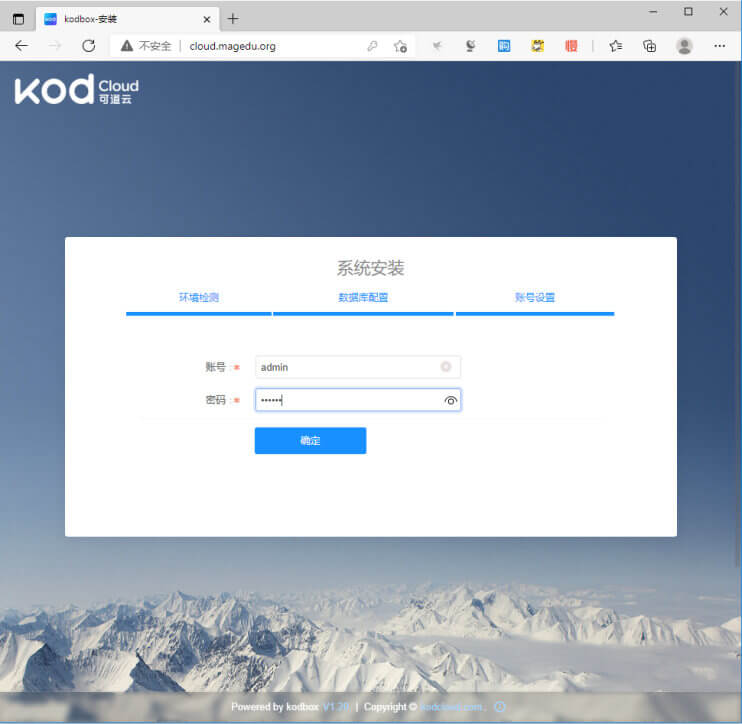 kodbox-安装
不安全 | cloud.magedu.org
kod Cloud
可道云
系统安装
环境检测 数据库配置 账号设置
账号 : * admin
密码 : * ••••••
确定
Powered by kodbox V1.20 | Copyright © kodcloud.com.